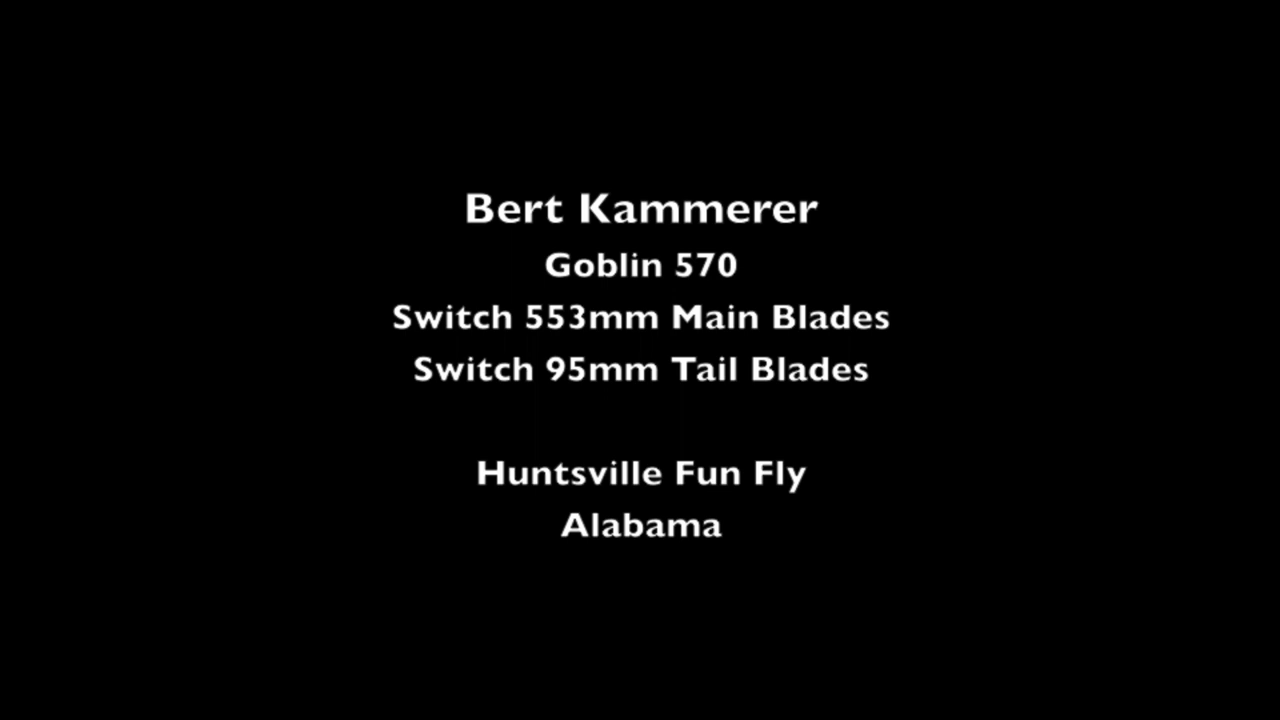 Bert Kammerer
Goblin 570
Switch 553mm Main Blades
Switch 95mm Tail Blades
Huntsville Fun Fly
Alabama